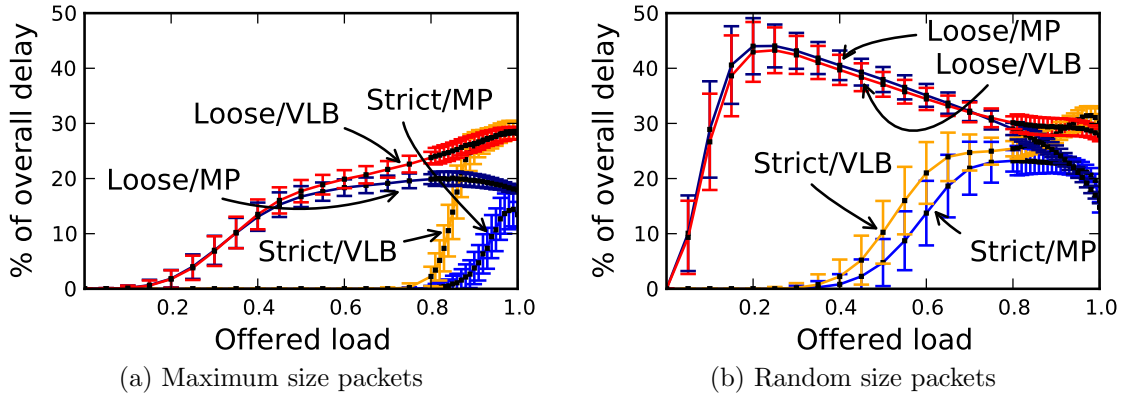 % of overall delay
50
40
30
20
10
0
0.2
0.4
0.6
0.8
1.0
Offered load
Loose/VLB
Strict/MP
Loose/MP
Strict/VLB
(a) Maximum size packets
% of overall delay
50
40
30
20
10
0
0.2
0.4
0.6
0.8
1.0
Offered load
Loose/MP
Loose/VLB
Strict/VLB
Strict/MP
(b) Random size packets